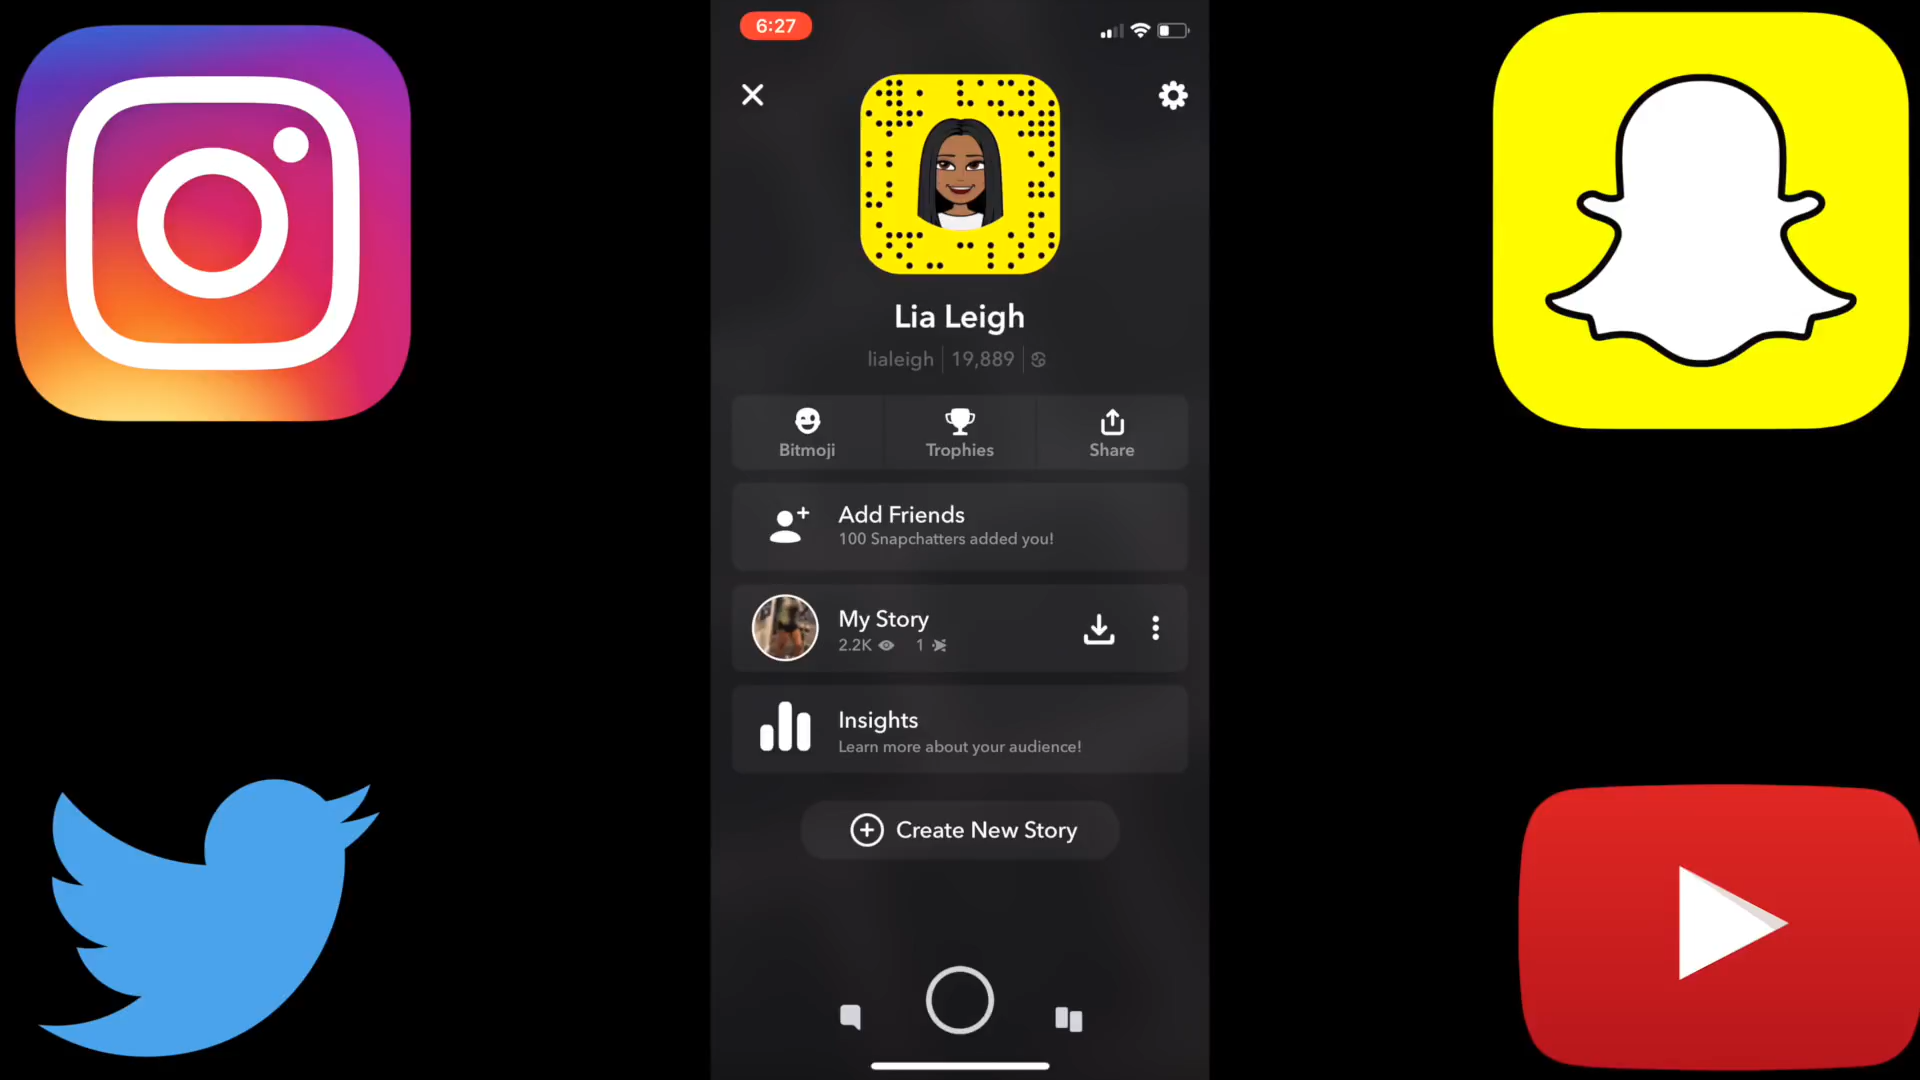 6:27
Lia Leigh
lialeigh | 19,889
Bitmoji
Trophies
Share
Add Friends
100 Snapchatters added you!
My Story
2.2K 1
Insights
Learn more about your audience!
Create New Story